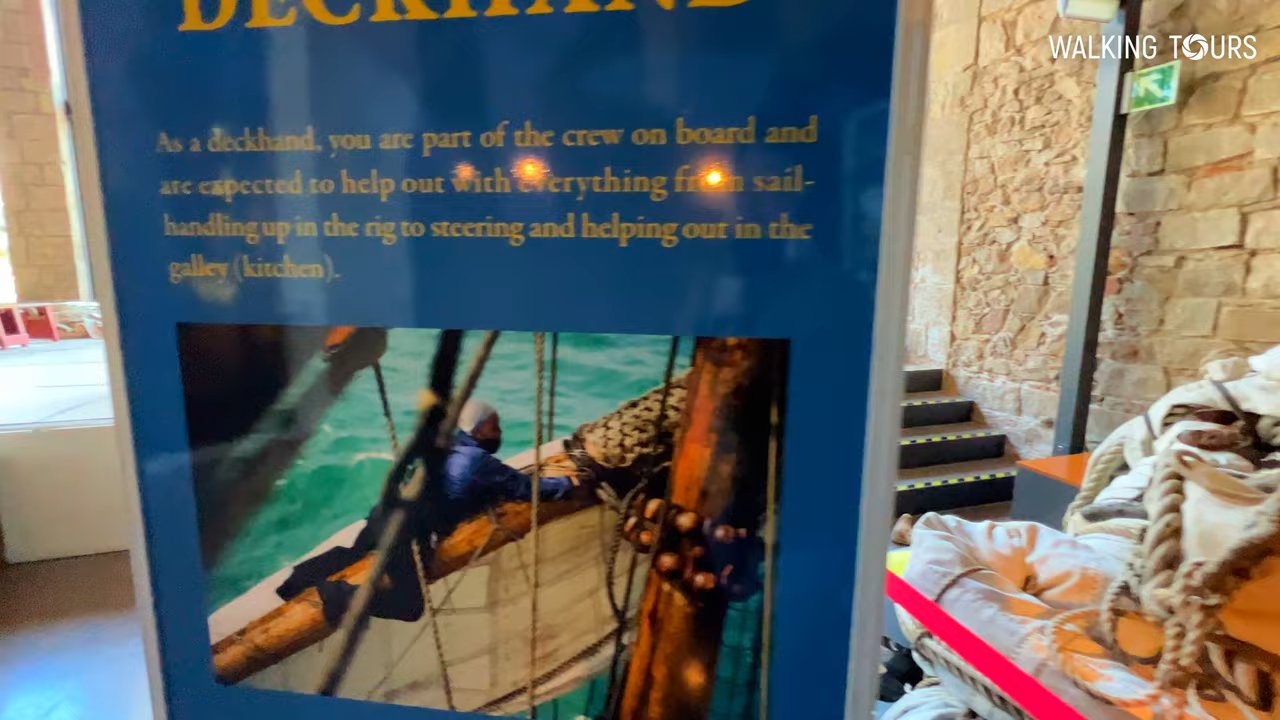 DECKHAND
WALKING TOURS
As a deckhand, you are part of the crew on board and
are expected to help out with everything from sail-
handling up in the rig to steering and helping out in the
galley (kitchen).